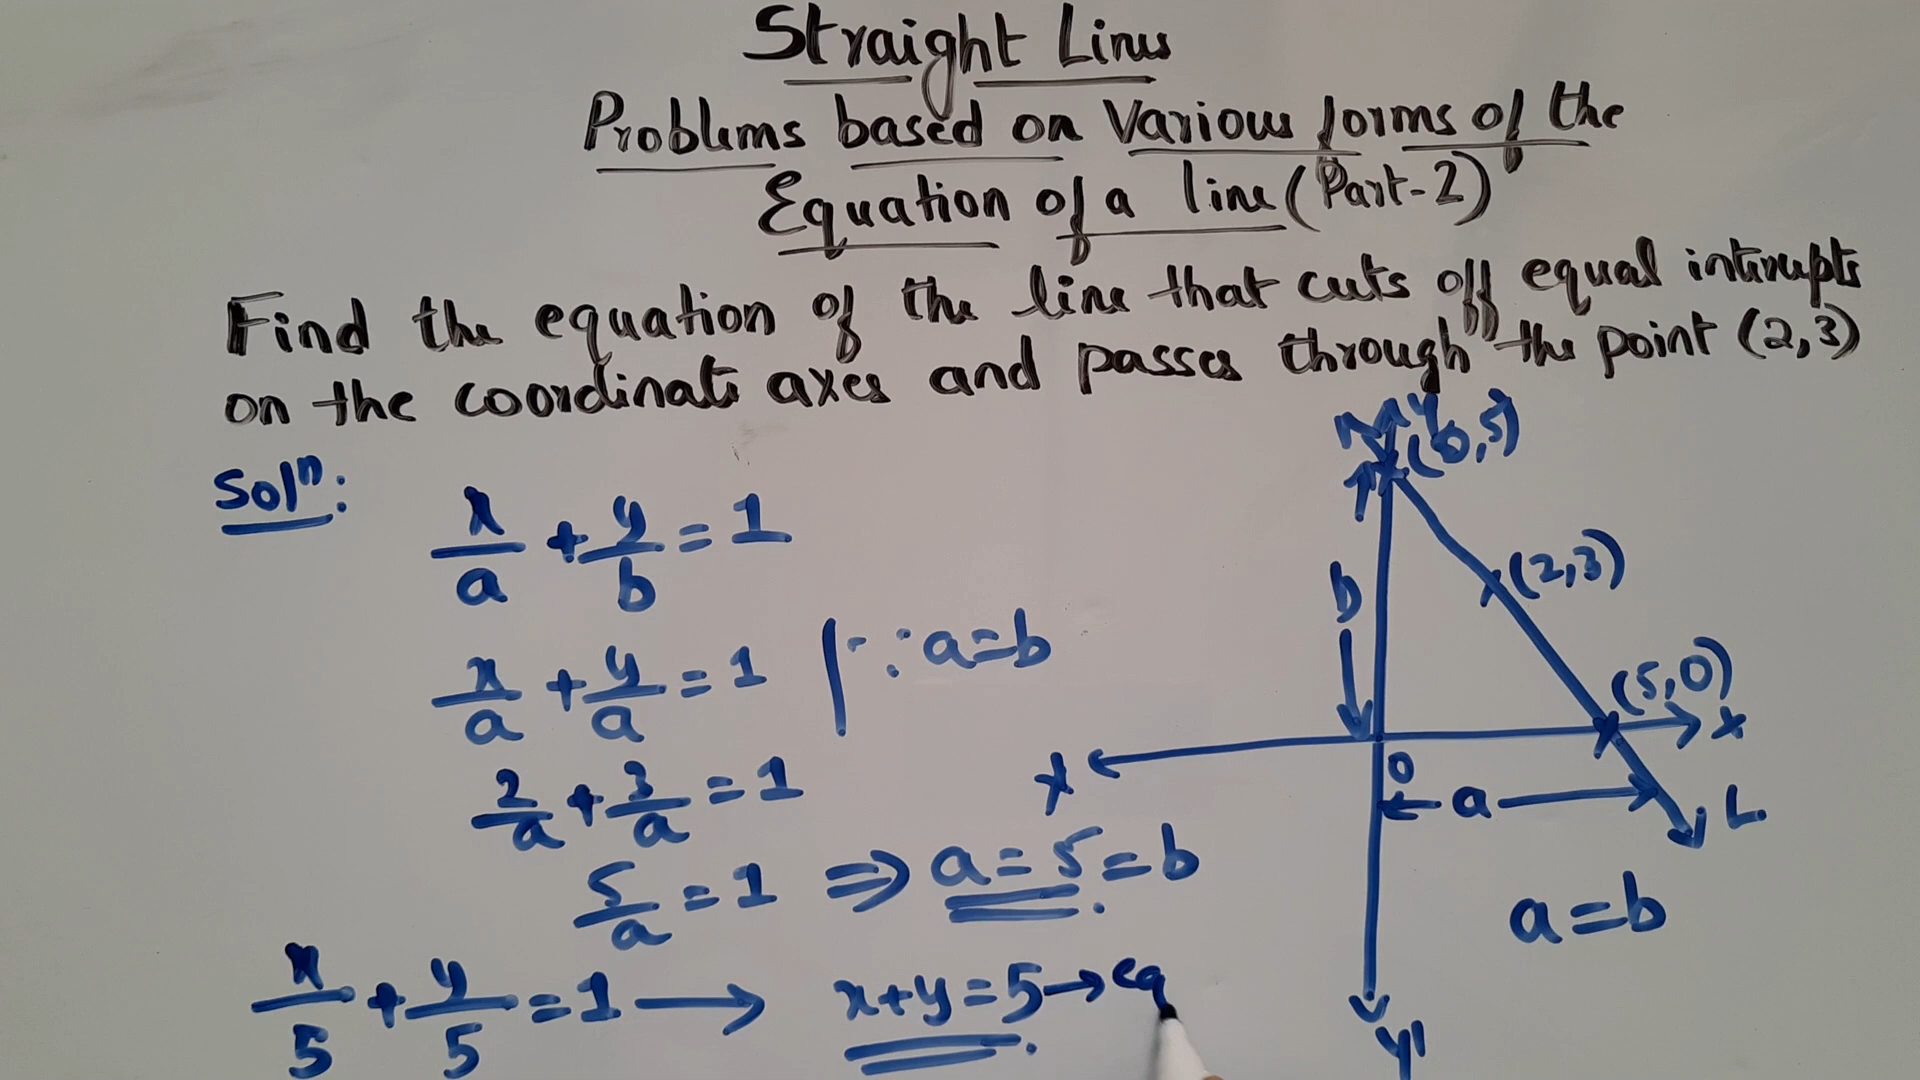 Straight Lines
Problems based on Various forms of the
Equation of a line (Part-2)
Find the equation of the line that cuts off equal intercepts
on the coordinate axes and passes through the point (2,3)
Solⁿ:
x/a + y/b = 1
x/a + y/a = 1 | ∵ a=b
2/a + 3/a = 1
5/a = 1 ⇒ a = 5 = b
x/5 + y/5 = 1 → x+y=5 → eq
Y
(0,5)
(2,3)
b
(5,0)
X
X'
O
a
L
a=b
Y'